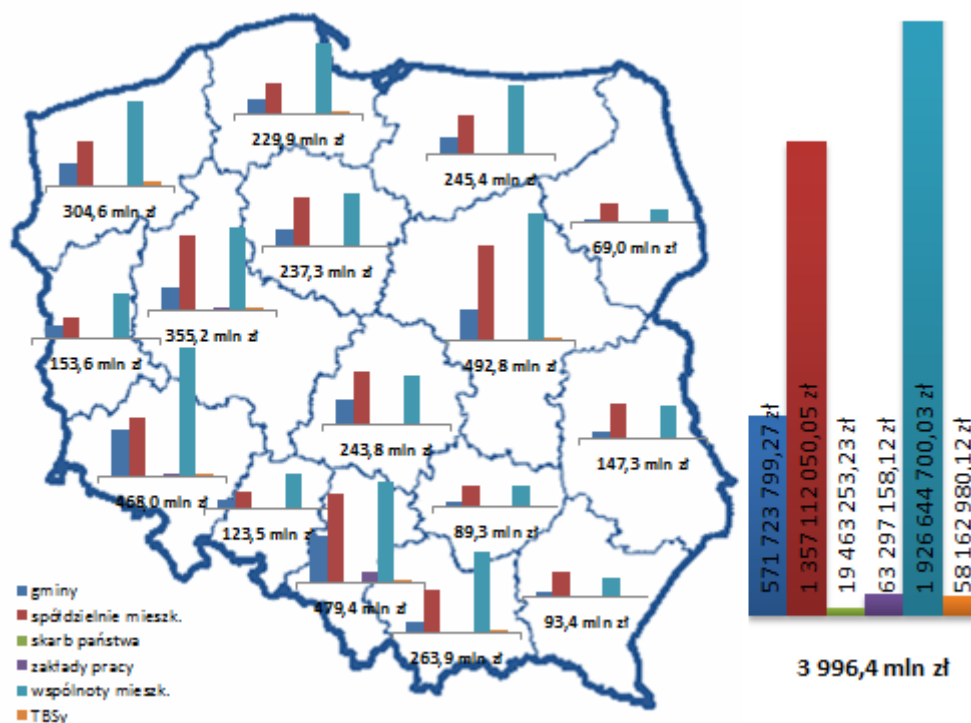 229,9 mln zł
245,4 mln zł
304,6 mln zł
69,0 mln zł
237,3 mln zł
355,2 mln zł
153,6 mln zł
492,8 mln zł
243,8 mln zł
147,3 mln zł
468,0 mln zł
123,5 mln zł
89,3 mln zł
479,4 mln zł
93,4 mln zł
263,9 mln zł
gminy
spółdzielnie mieszk.
skarb państwa
zakłady pracy
wspólnoty mieszk.
TBSy
571 723 799,27 zł
1 357 112 050,05 zł
19 463 253,23 zł
63 297 158,12 zł
1 926 644 700,03 zł
58 162 980,12 zł
3 996,4 mln zł